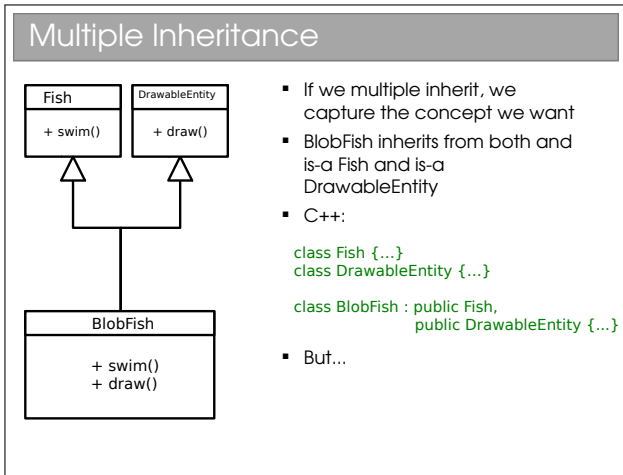 Multiple Inheritance
Fish
+ swim()
DrawableEntity
+ draw()
BlobFish
+ swim()
+ draw()
▪ If we multiple inherit, we
capture the concept we want
▪ BlobFish inherits from both and
is-a Fish and is-a
DrawableEntity
▪ C++:
class Fish {...}
class DrawableEntity {...}
class BlobFish : public Fish,
public DrawableEntity {...}
▪ But...